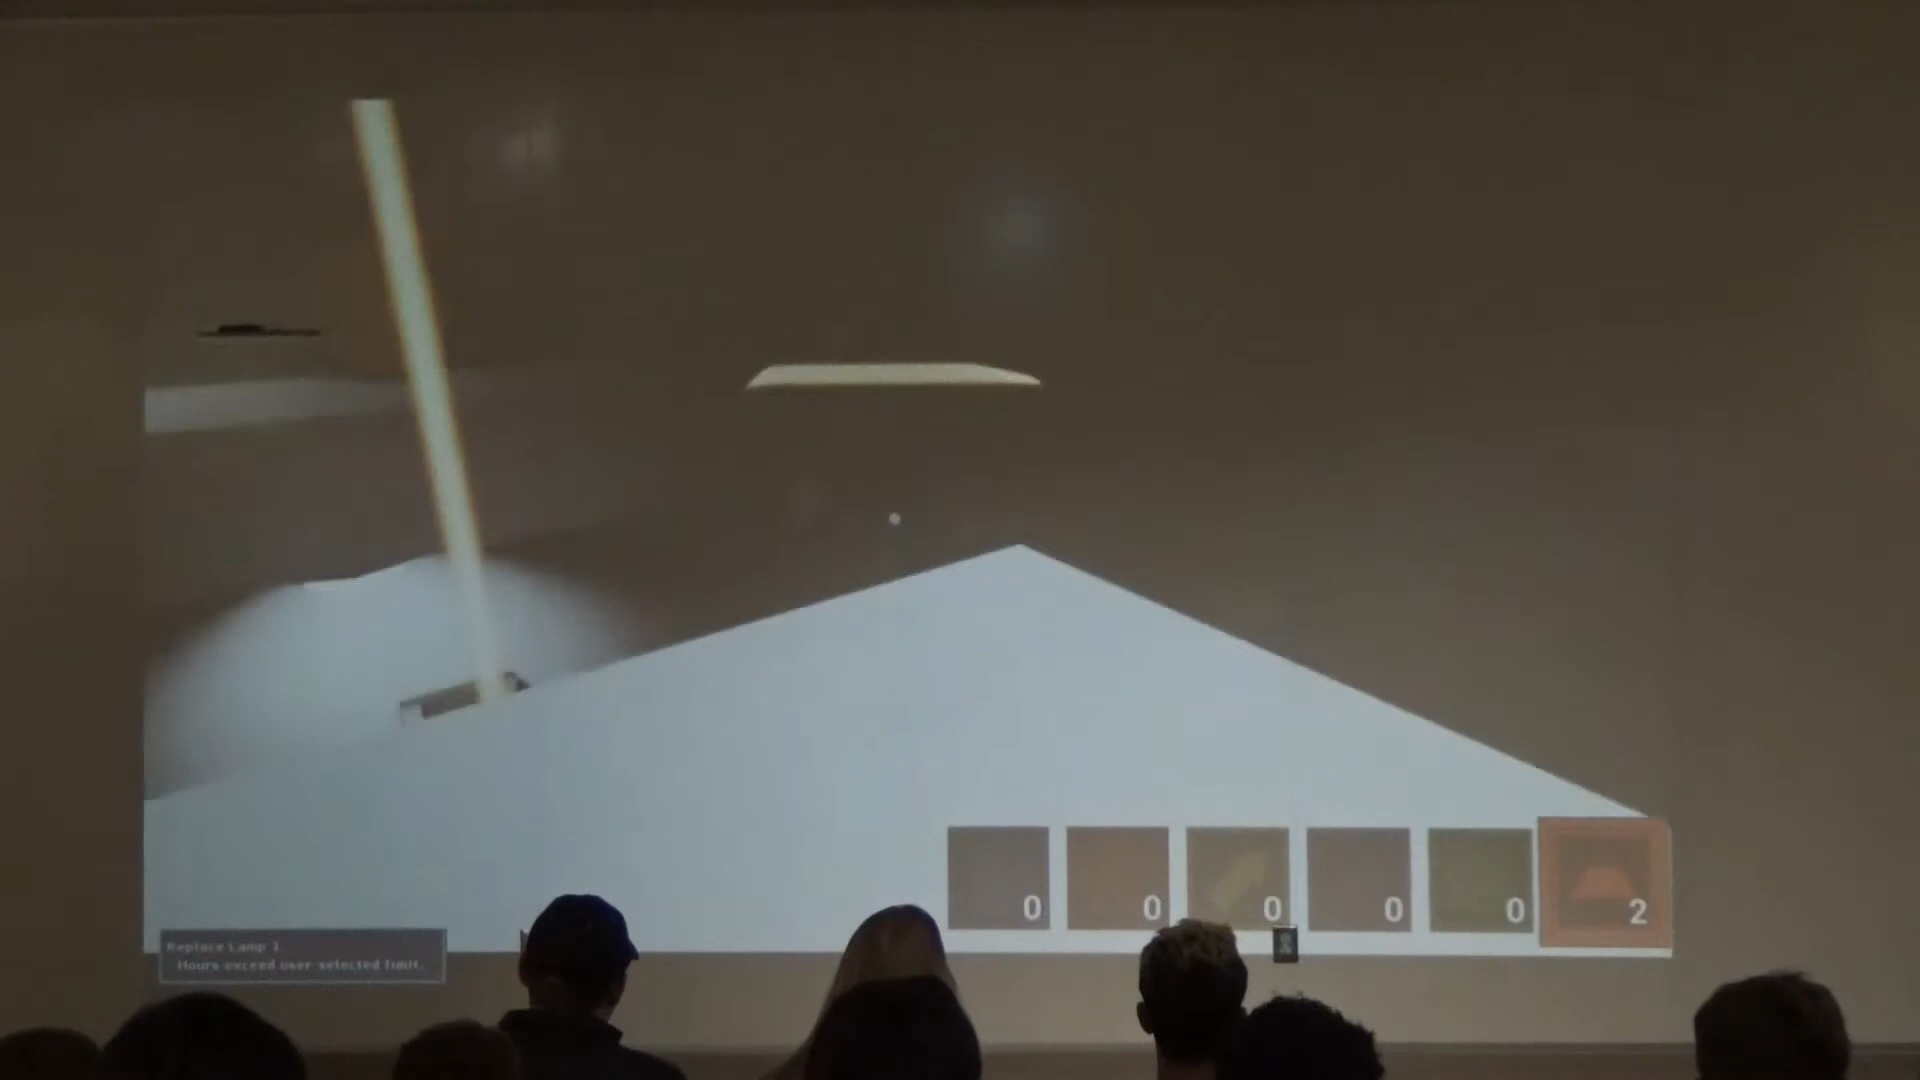 0 0 0 0 0 2
Replace Lamp 1.
Hours exceed user-selected limit.